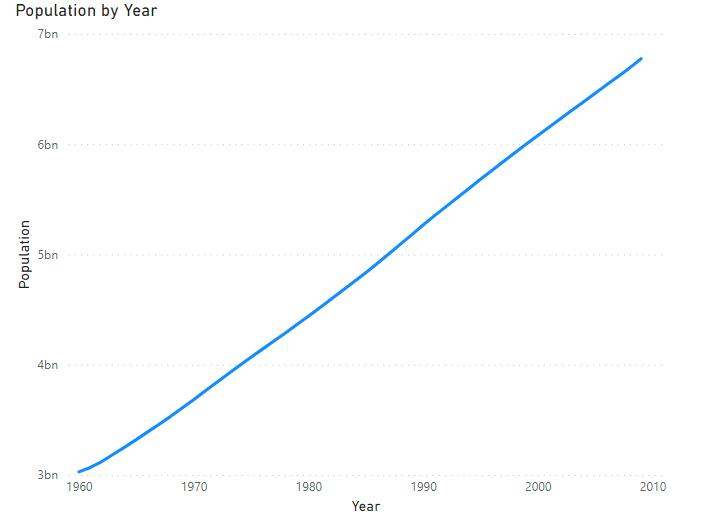 Population by Year
7bn
6bn
5bn
4bn
3bn
Population
1960 1970 1980 1990 2000 2010
Year